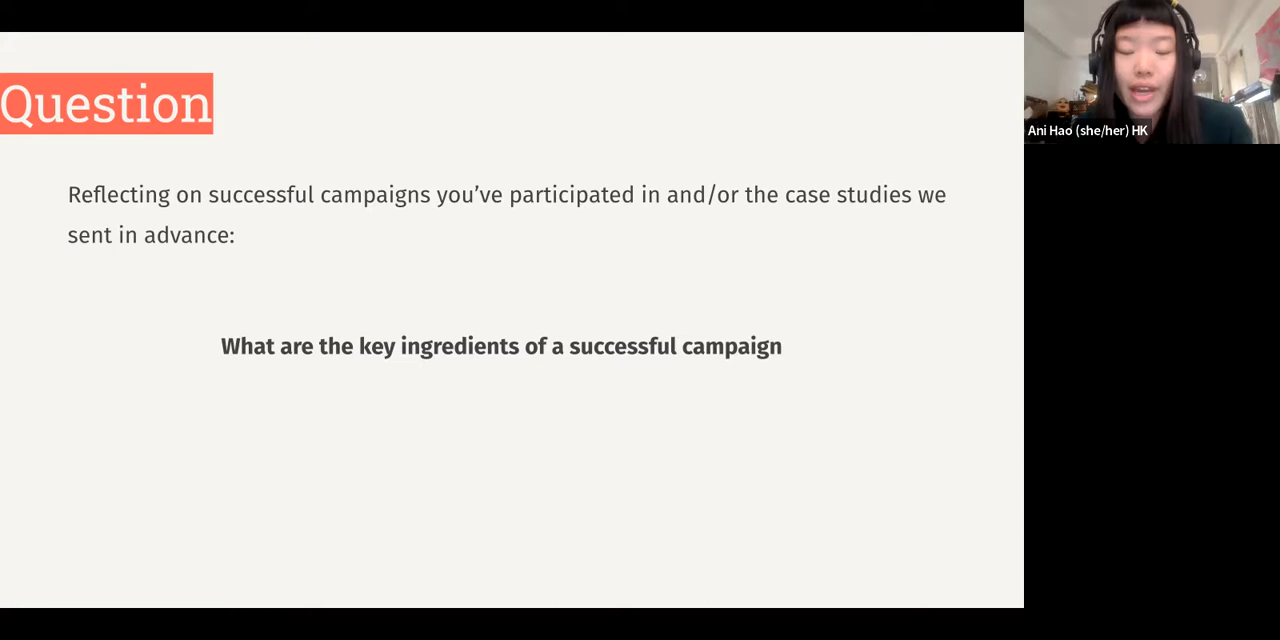 Question
Reflecting on successful campaigns you’ve participated in and/or the case studies we
sent in advance:
What are the key ingredients of a successful campaign
Ani Hao (she/her) HK